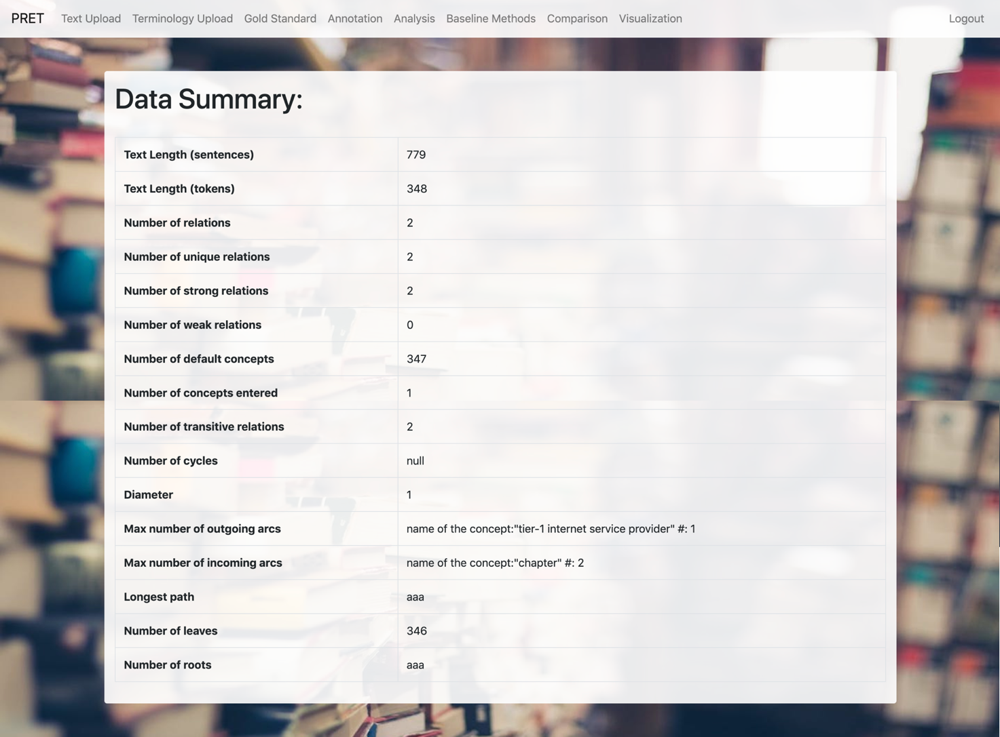 PRET Text Upload Terminology Upload Gold Standard Annotation Analysis Baseline Methods Comparison Visualization Logout
Data Summary:
Text Length (sentences) 779
Text Length (tokens) 348
Number of relations 2
Number of unique relations 2
Number of strong relations 2
Number of weak relations 0
Number of default concepts 347
Number of concepts entered 1
Number of transitive relations 2
Number of cycles null
Diameter 1
Max number of outgoing arcs name of the concept:"tier-1 internet service provider" #: 1
Max number of incoming arcs name of the concept:"chapter" #: 2
Longest path aaa
Number of leaves 346
Number of roots aaa